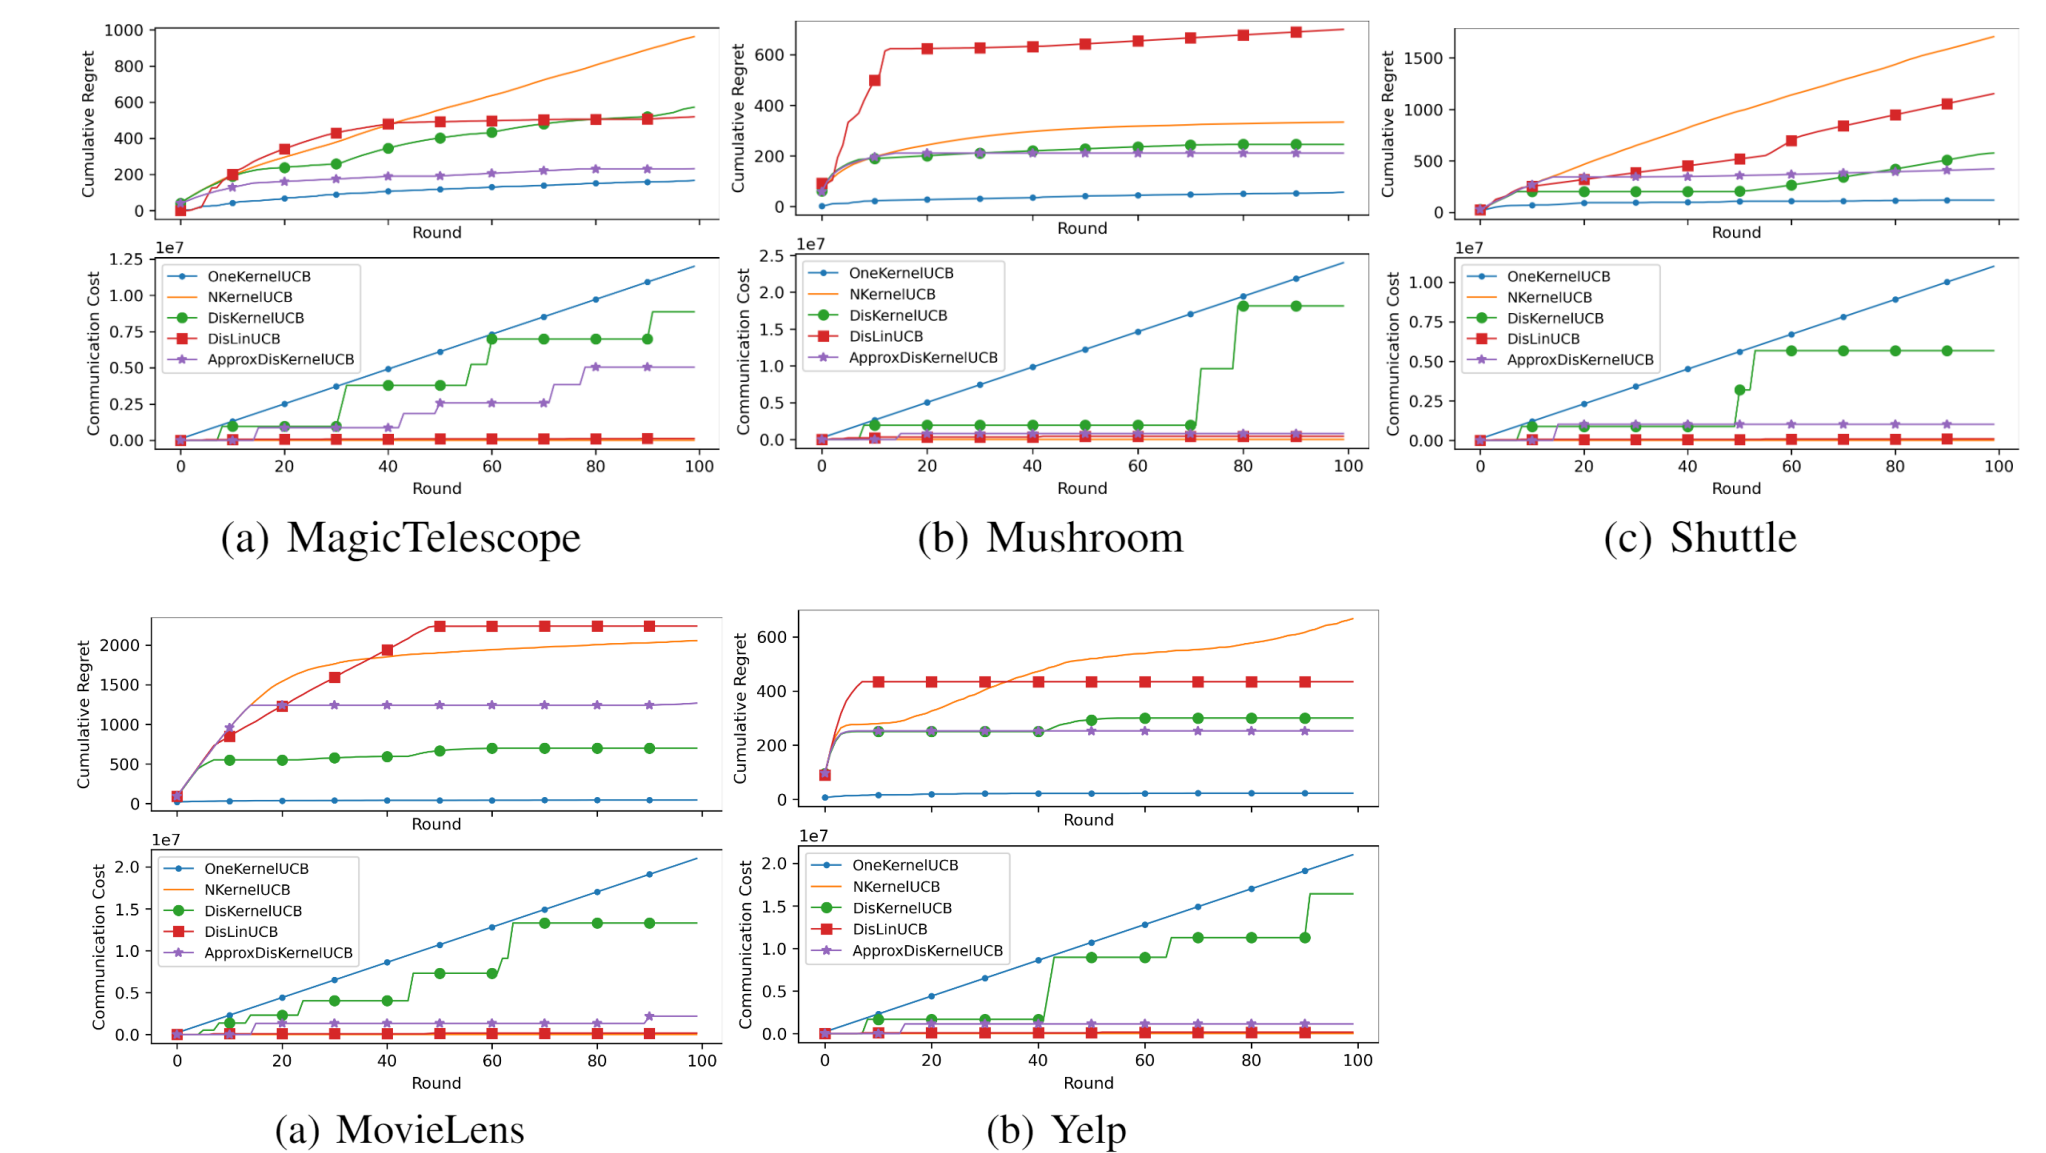 Cumulative Regret
1000
800
600
400
200
0
Round
1e7
Communication Cost
1.25
1.00
0.75
0.50
0.25
0.00
OneKernelUCB
NKernelUCB
DisKernelUCB
DisLinUCB
ApproxDisKernelUCB
0 20 40 60 80 100
Round
(a) MagicTelescope
Cumulative Regret
600
400
200
0
Round
1e7
Communication Cost
2.5
2.0
1.5
1.0
0.5
0.0
OneKernelUCB
NKernelUCB
DisKernelUCB
DisLinUCB
ApproxDisKernelUCB
0 20 40 60 80 100
Round
(b) Mushroom
Cumulative Regret
1500
1000
500
0
Round
1e7
Communication Cost
1.00
0.75
0.50
0.25
0.00
OneKernelUCB
NKernelUCB
DisKernelUCB
DisLinUCB
ApproxDisKernelUCB
0 20 40 60 80 100
Round
(c) Shuttle
Cumulative Regret
2000
1500
1000
500
0
Round
1e7
Communication Cost
2.0
1.5
1.0
0.5
0.0
OneKernelUCB
NKernelUCB
DisKernelUCB
DisLinUCB
ApproxDisKernelUCB
0 20 40 60 80 100
Round
(a) MovieLens
Cumulative Regret
600
400
200
0
Round
1e7
Communication Cost
2.0
1.5
1.0
0.5
0.0
OneKernelUCB
NKernelUCB
DisKernelUCB
DisLinUCB
ApproxDisKernelUCB
0 20 40 60 80 100
Round
(b) Yelp